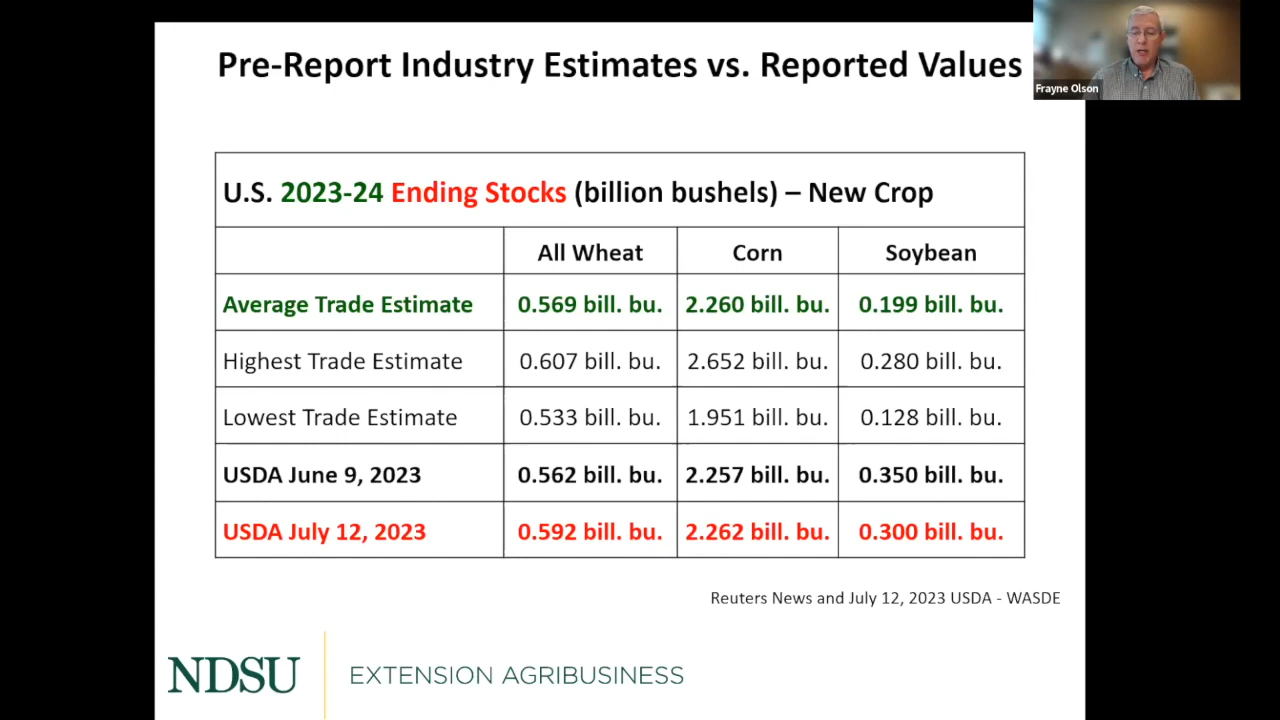 Pre-Report Industry Estimates vs. Reported Values
Frayne Olson
U.S. 2023-24 Ending Stocks (billion bushels) – New Crop
All Wheat Corn Soybean
Average Trade Estimate 0.569 bill. bu. 2.260 bill. bu. 0.199 bill. bu.
Highest Trade Estimate 0.607 bill. bu. 2.652 bill. bu. 0.280 bill. bu.
Lowest Trade Estimate 0.533 bill. bu. 1.951 bill. bu. 0.128 bill. bu.
USDA June 9, 2023 0.562 bill. bu. 2.257 bill. bu. 0.350 bill. bu.
USDA July 12, 2023 0.592 bill. bu. 2.262 bill. bu. 0.300 bill. bu.
Reuters News and July 12, 2023 USDA - WASDE
NDSU EXTENSION AGRIBUSINESS